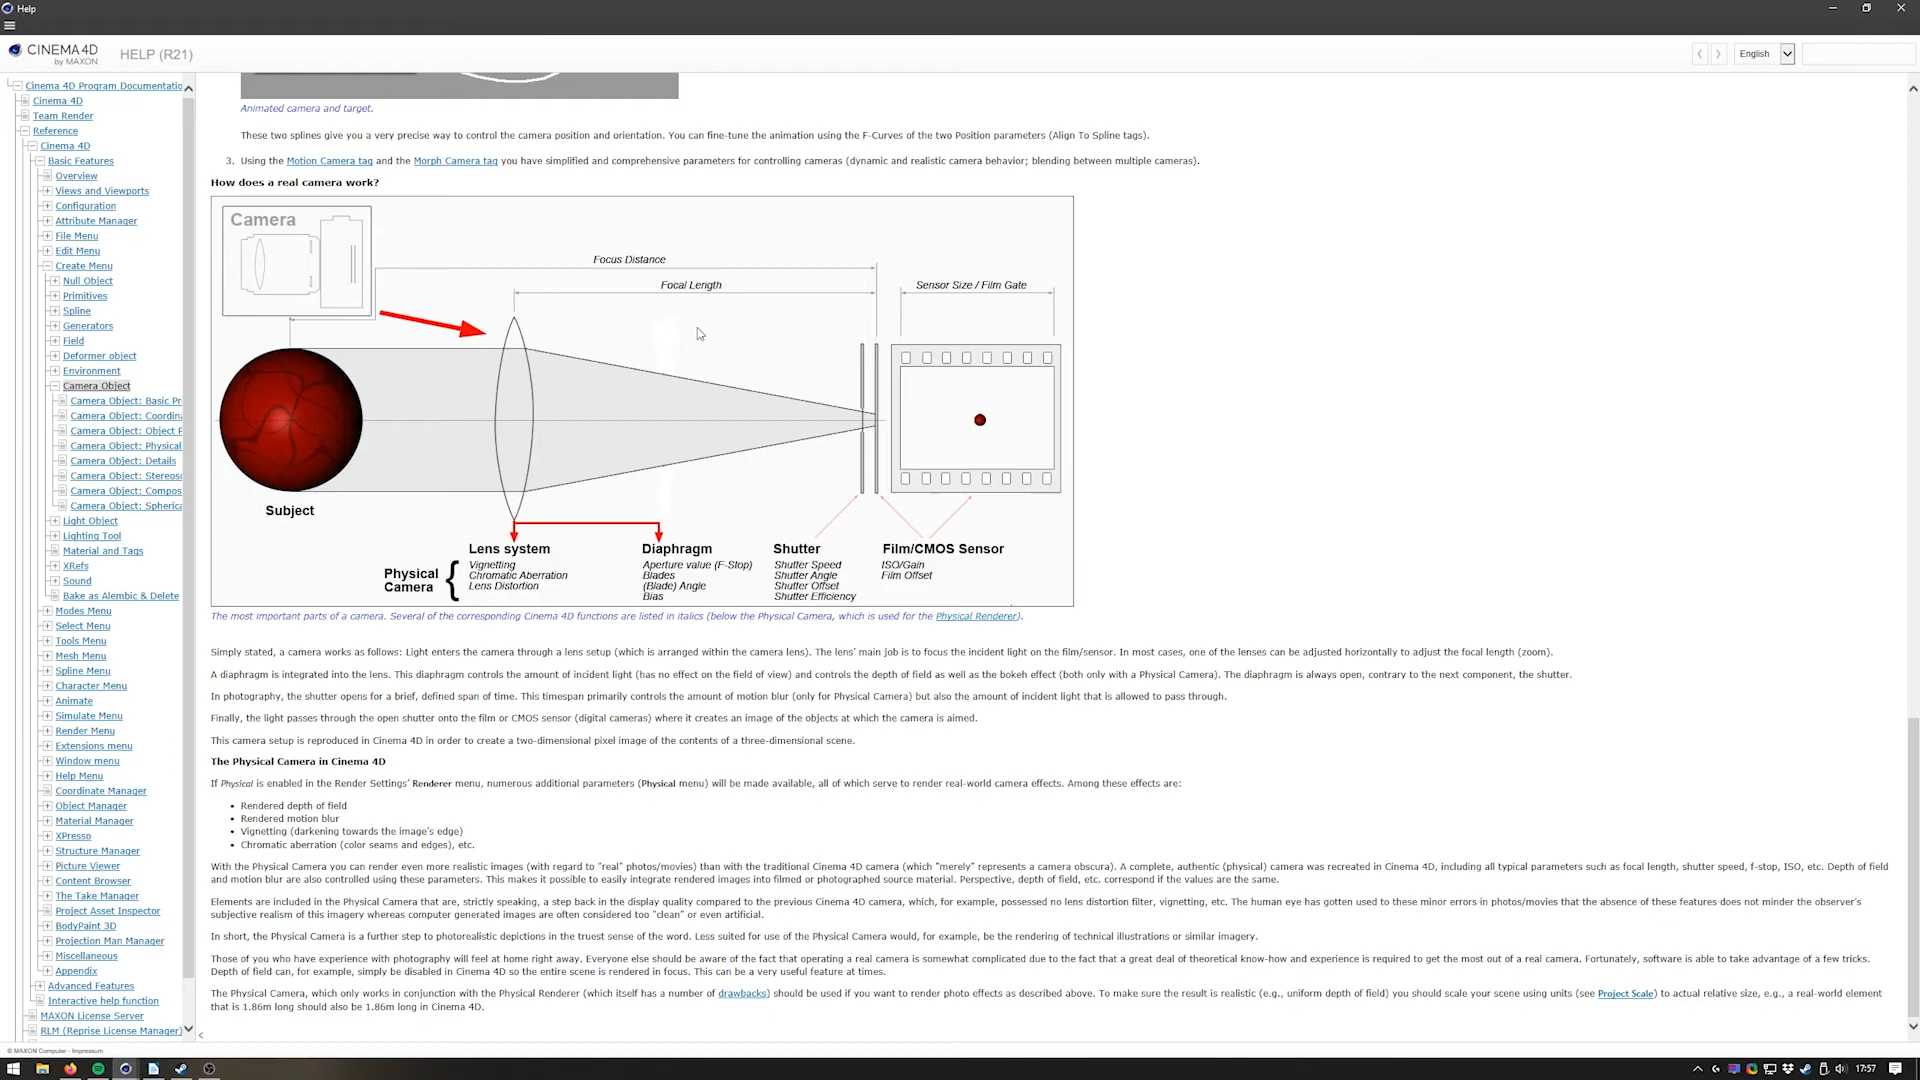 Help
CINEMA 4D
by MAXON
HELP (R21)
English
Cinema 4D Program Documentatio
Cinema 4D
Team Render
Reference
Cinema 4D
Basic Features
Overview
Views and Viewports
Configuration
Attribute Manager
File Menu
Edit Menu
Create Menu
Null Object
Primitives
Spline
Generators
Field
Deformer object
Environment
Camera Object
Camera Object: Basic Pr
Camera Object: Coordina
Camera Object: Object P
Camera Object: Physical
Camera Object: Details
Camera Object: Stereosc
Camera Object: Compos
Camera Object: Spherica
Light Object
Lighting Tool
Material and Tags
XRefs
Sound
Bake as Alembic & Delete
Modes Menu
Select Menu
Tools Menu
Mesh Menu
Spline Menu
Character Menu
Animate
Simulate Menu
Render Menu
Extensions menu
Window menu
Help Menu
Coordinate Manager
Object Manager
Material Manager
XPresso
Structure Manager
Picture Viewer
Content Browser
The Take Manager
Project Asset Inspector
BodyPaint 3D
Projection Man Manager
Miscellaneous
Appendix
Advanced Features
Interactive help function
MAXON License Server
RLM (Reprise License Manager)
Animated camera and target.
These two splines give you a very precise way to control the camera position and orientation. You can fine-tune the animation using the F-Curves of the two Position parameters (Align To Spline tags).
3. Using the Motion Camera tag and the Morph Camera tag you have simplified and comprehensive parameters for controlling cameras (dynamic and realistic camera behavior; blending between multiple cameras).
How does a real camera work?
Camera
Focus Distance
Focal Length
Sensor Size / Film Gate
Subject
Physical
Camera
Lens system
Vignetting
Chromatic Aberration
Lens Distortion
Diaphragm
Aperture value (F-Stop)
Blades
(Blade) Angle
Bias
Shutter
Shutter Speed
Shutter Angle
Shutter Offset
Shutter Efficiency
Film/CMOS Sensor
ISO/Gain
Film Offset
The most important parts of a camera. Several of the corresponding Cinema 4D functions are listed in italics (below the Physical Camera, which is used for the Physical Renderer).
Simply stated, a camera works as follows: Light enters the camera through a lens setup (which is arranged within the camera lens). The lens' main job is to focus the incident light on the film/sensor. In most cases, one of the lenses can be adjusted horizontally to adjust the focal length (zoom).
A diaphragm is integrated into the lens. This diaphragm controls the amount of incident light (has no effect on the field of view) and controls the depth of field as well as the bokeh effect (both only with a Physical Camera). The diaphragm is always open, contrary to the next component, the shutter.
In photography, the shutter opens for a brief, defined span of time. This timespan primarily controls the amount of motion blur (only for Physical Camera) but also the amount of incident light that is allowed to pass through.
Finally, the light passes through the open shutter onto the film or CMOS sensor (digital cameras) where it creates an image of the objects at which the camera is aimed.
This camera setup is reproduced in Cinema 4D in order to create a two-dimensional pixel image of the contents of a three-dimensional scene.
The Physical Camera in Cinema 4D
If Physical is enabled in the Render Settings' Renderer menu, numerous additional parameters (Physical menu) will be made available, all of which serve to render real-world camera effects. Among these effects are:
• Rendered depth of field
• Rendered motion blur
• Vignetting (darkening towards the image's edge)
• Chromatic aberration (color seams and edges), etc.
With the Physical Camera you can render even more realistic images (with regard to "real" photos/movies) than with the traditional Cinema 4D camera (which "merely" represents a camera obscura). A complete, authentic (physical) camera was recreated in Cinema 4D, including all typical parameters such as focal length, shutter speed, f-stop, ISO, etc. Depth of field
and motion blur are also controlled using these parameters. This makes it possible to easily integrate rendered images into filmed or photographed source material. Perspective, depth of field, etc. correspond if the values are the same.
Elements are included in the Physical Camera that are, strictly speaking, a step back in the display quality compared to the previous Cinema 4D camera, which, for example, possessed no lens distortion filter, vignetting, etc. The human eye has gotten used to these minor errors in photos/movies that the absence of these features does not minder the observer's
subjective realism of this imagery whereas computer generated images are often considered too "clean" or even artificial.
In short, the Physical Camera is a further step to photorealistic depictions in the truest sense of the word. Less suited for use of the Physical Camera would, for example, be the rendering of technical illustrations or similar imagery.
Those of you who have experience with photography will feel at home right away. Everyone else should be aware of the fact that operating a real camera is somewhat complicated due to the fact that a great deal of theoretical know-how and experience is required to get the most out of a real camera. Fortunately, software is able to take advantage of a few tricks.
Depth of field can, for example, simply be disabled in Cinema 4D so the entire scene is rendered in focus. This can be a very useful feature at times.
The Physical Camera, which only works in conjunction with the Physical Renderer (which itself has a number of drawbacks) should be used if you want to render photo effects as described above. To make sure the result is realistic (e.g., uniform depth of field) you should scale your scene using units (see Project Scale) to actual relative size, e.g., a real-world element
that is 1.86m long should also be 1.86m long in Cinema 4D.
© MAXON Computer - Impressum
17:57